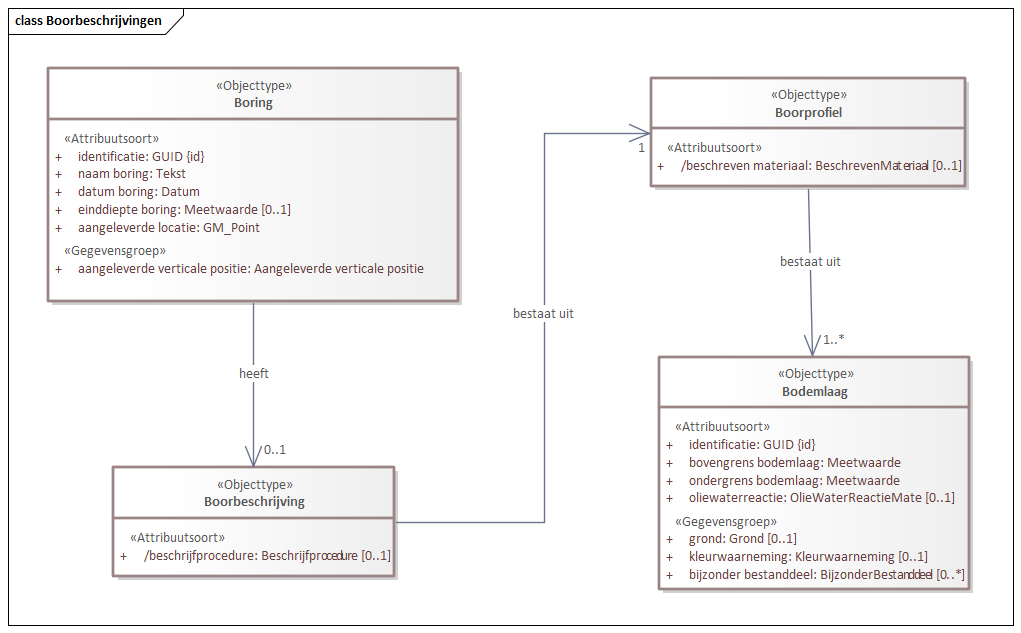 class Boorbeschrijvingen
«Objecttype»
Boring
«Attribuutsoort»
+ identificatie: GUID {id}
+ naam boring: Tekst
+ datum boring: Datum
+ einddiepte boring: Meetwaarde [0..1]
+ aangeleverde locatie: GM_Point
«Gegevensgroep»
+ aangeleverde verticale positie: Aangeleverde verticale positie
heeft
0..1
«Objecttype»
Boorbeschrijving
«Attribuutsoort»
+ /beschrijfprocedure: Beschrijfprocedure [0..1]
bestaat uit
1
«Objecttype»
Boorprofiel
«Attribuutsoort»
+ /beschreven materiaal: BeschrevenMateriaal [0..1]
bestaat uit
1..*
«Objecttype»
Bodemlaag
«Attribuutsoort»
+ identificatie: GUID {id}
+ bovengrens bodemlaag: Meetwaarde
+ ondergrens bodemlaag: Meetwaarde
+ oliewaterreactie: OlieWaterReactieMate [0..1]
«Gegevensgroep»
+ grond: Grond [0..1]
+ kleurwaarneming: Kleurwaarneming [0..1]
+ bijzonder bestanddeel: BijzonderBestanddeel [0..*]